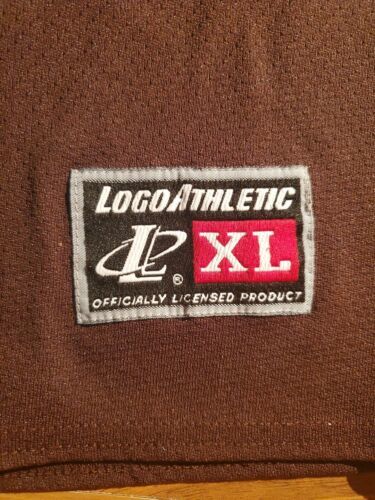 LOGOATHLETIC
L ® XL
OFFICIALLY LICENSED PRODUCT